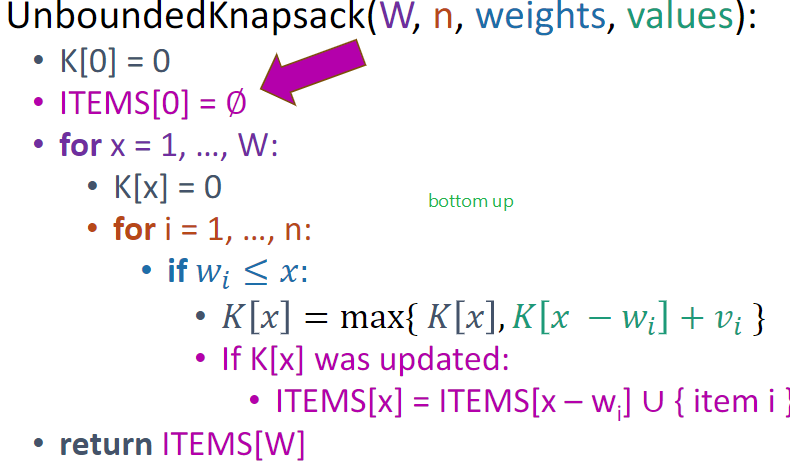 UnboundedKnapsack(W, n, weights, values):
• K[0] = 0
• ITEMS[0] = ∅
• for x = 1, …, W:
• K[x] = 0
bottom up
• for i = 1, …, n:
• if wᵢ ≤ x:
• K[x] = max{ K[x], K[x − wᵢ] + vᵢ }
• If K[x] was updated:
• ITEMS[x] = ITEMS[x – wᵢ] ∪ { item i }
• return ITEMS[W]